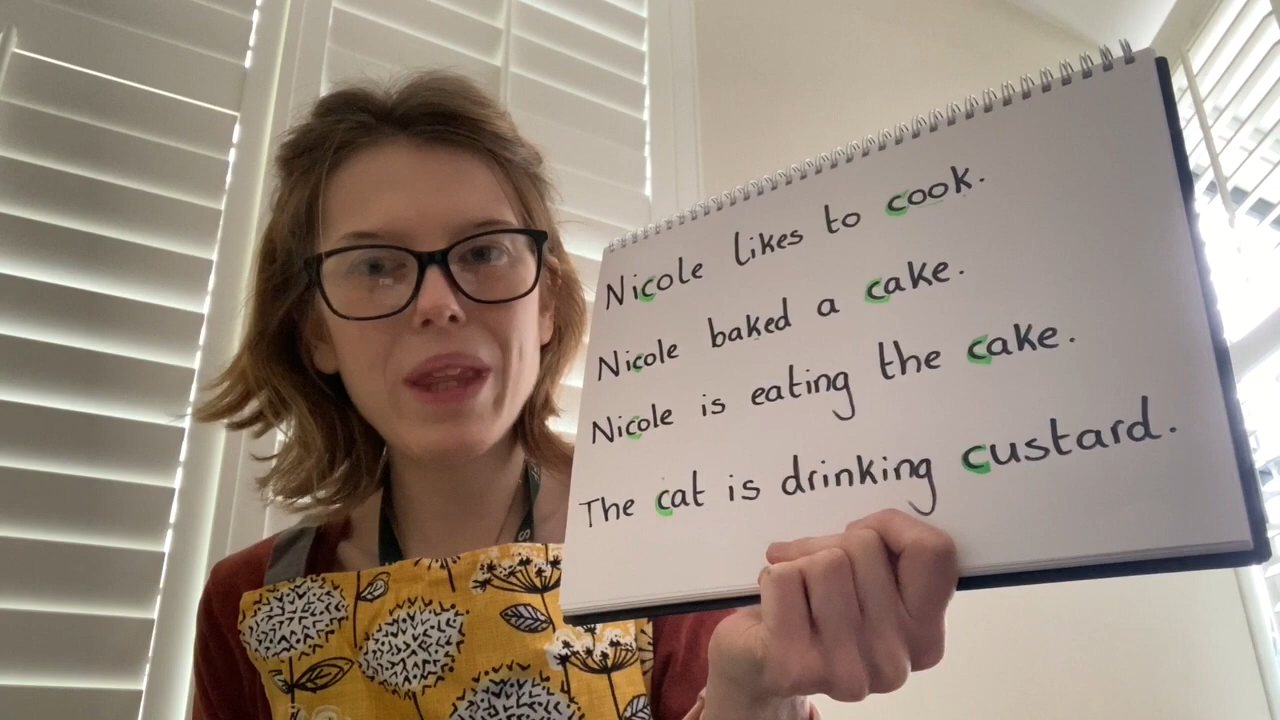 Nicole likes to cook.
Nicole baked a cake.
Nicole is eating the cake.
The cat is drinking custard.